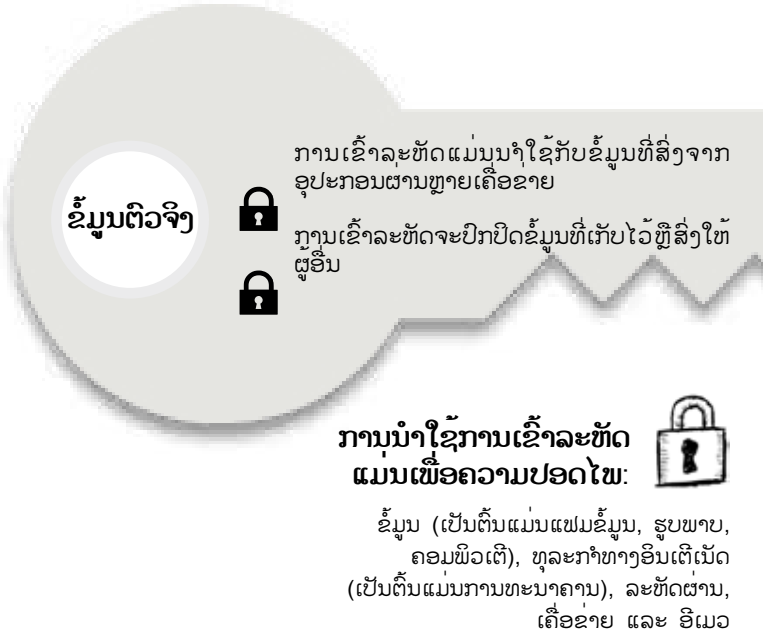 ຂໍ້ມູນຕົວຈິງ
ການເຂົ້າລະຫັດແມ່ນນຳໃຊ້ກັບຂໍ້ມູນທີ່ສົ່ງຈາກ
ອຸປະກອນຜ່ານຫຼາຍເຄື່ອຂ່າຍ
ການເຂົ້າລະຫັດຈະປົກປິດຂໍ້ມູນທີ່ເກັບໄວ້ຫຼືສົ່ງໃຫ້
ຜູ້ອື່ນ
ການນຳໃຊ້ການເຂົ້າລະຫັດ
ແມ່ນເພື່ອຄວາມປອດໄພ:
ຂໍ້ມູນ (ເປັນຕົ້ນແມ່ນແຟມຂໍ້ມູນ, ຮູບພາບ,
ຄອມພິວເຕີ), ທຸລະກຳທາງອິນເຕີເນັດ
(ເປັນຕົ້ນແມ່ນການທະນາຄານ), ລະຫັດຜ່ານ,
ເຄື່ອຂ່າຍ ແລະ ອີເມວ